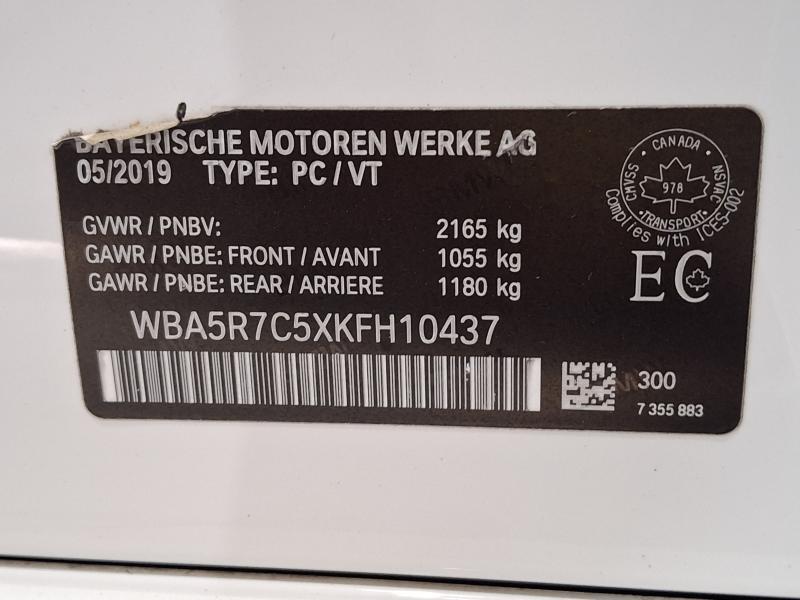 BAYERISCHE MOTOREN WERKE AG
05/2019 TYPE: PC / VT
GVWR / PNBV: 2165 kg
GAWR / PNBE: FRONT / AVANT 1055 kg
GAWR / PNBE: REAR / ARRIERE 1180 kg
WBA5R7C5XKFH10437
CANADA
CMVSS 978 NSVAC
TRANSPORT
Complies with ICES-002
EC
300
7 355 883